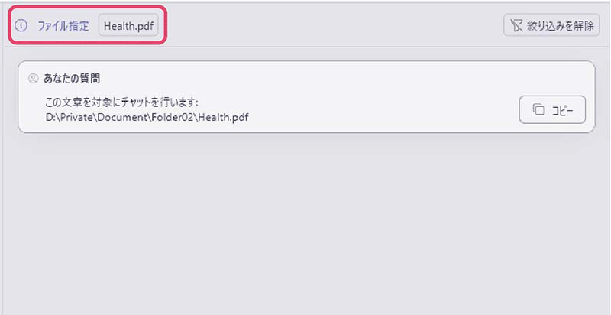 ファイル指定 Health.pdf 絞り込みを解除
あなたの質問
この文章を対象にチャットを行います:
D:\Private\Document\Folder02\Health.pdf
コピー